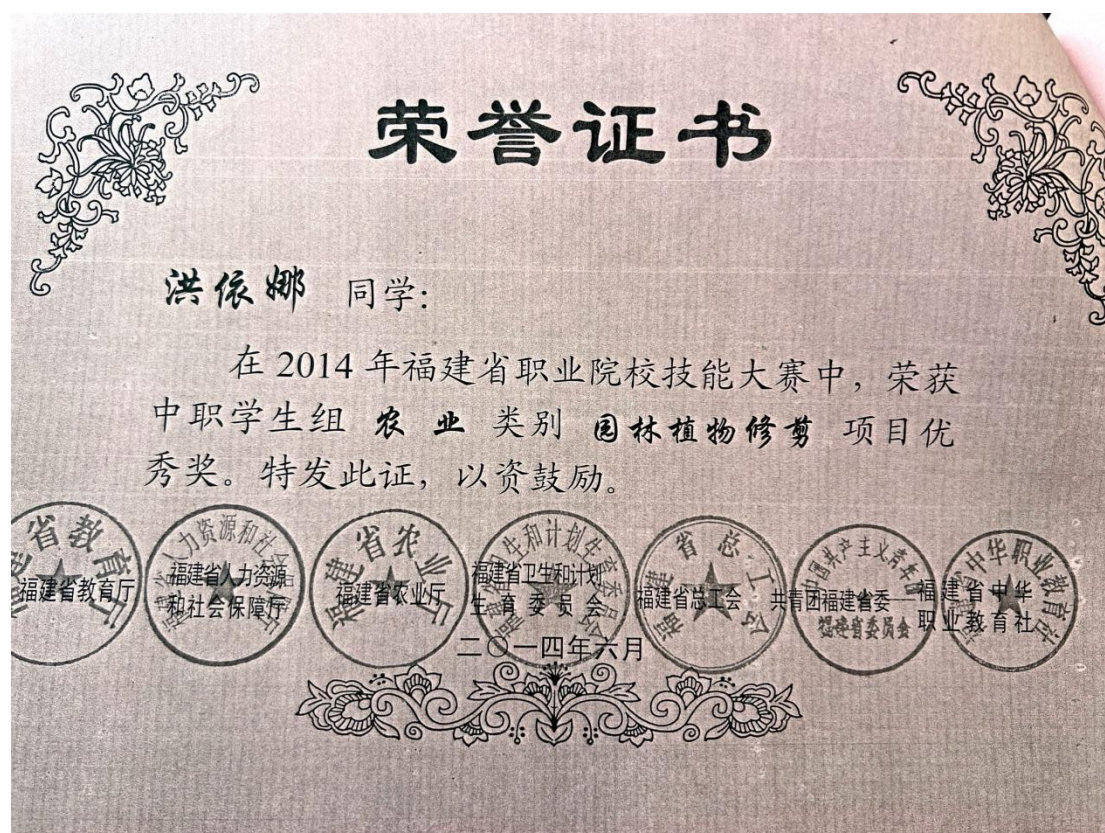 荣誉证书
洪依娜 同学:
在 2014 年福建省职业院校技能大赛中，荣获
中职学生组 农业 类别 园林植物修剪 项目优
秀奖。特发此证，以资鼓励。
福建省教育厅
福建省人力资源
和社会保障厅
福建省农业厅
福建省卫生和计划
生育委员会
福建省总工会
共青团福建省委
福建省中华
职业教育社
二〇一四年六月